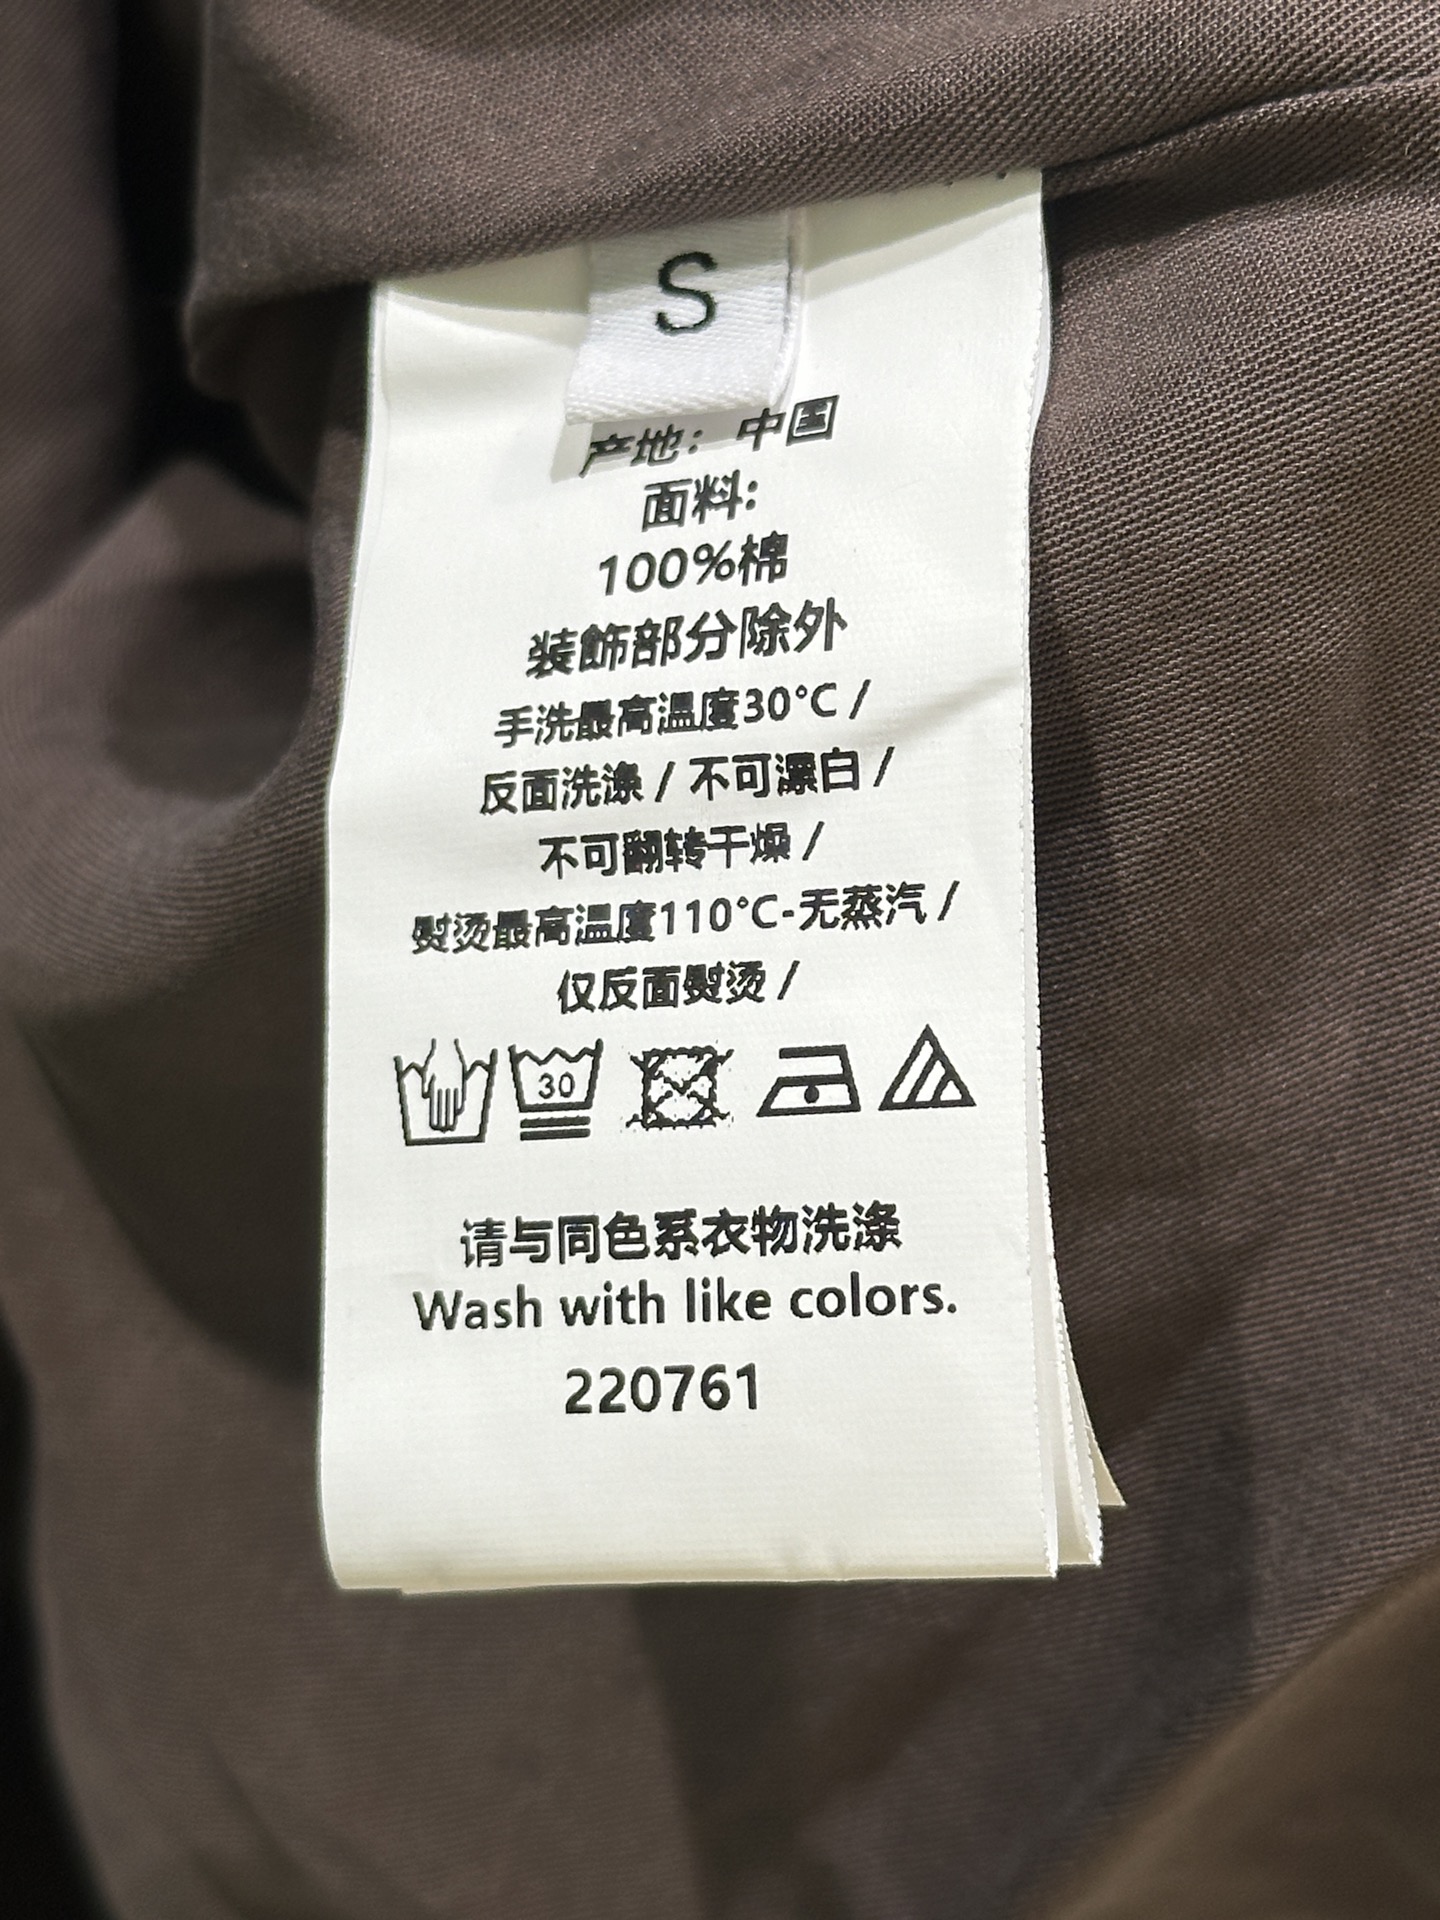 S
产地：中国
面料：
100%棉
装飾部分除外
手洗最高温度30°C /
反面洗涤 / 不可漂白 /
不可翻转干燥 /
熨烫最高温度110°C-无蒸汽 /
仅反面熨烫 /
30
请与同色系衣物洗涤
Wash with like colors.
220761